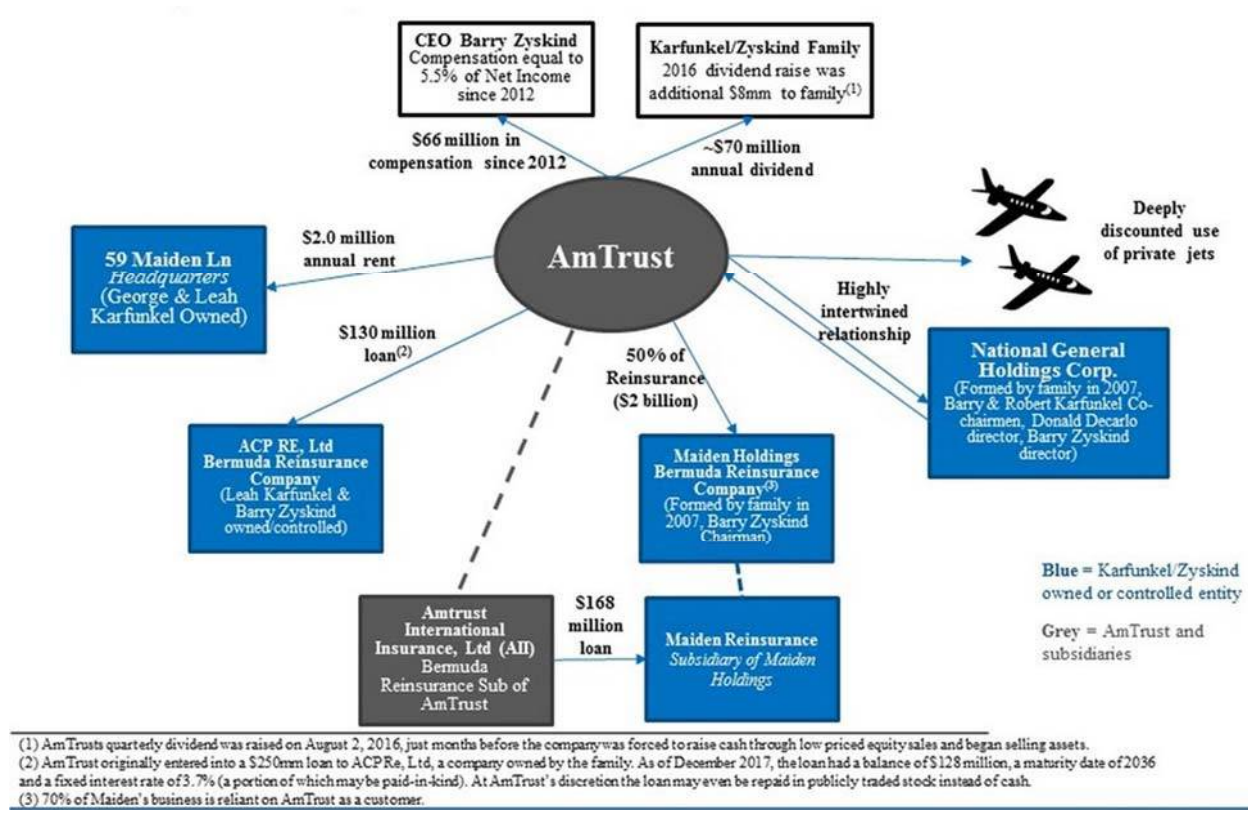 CEO Barry Zyskind
Compensation equal to
5.5% of Net Income
since 2012
Karfunkel/Zyskind Family
2016 dividend raise was
additional $8mm to family(1)
$66 million in
compensation since 2012
~$70 million
annual dividend
59 Maiden Ln
Headquarters
(George & Leah
Karfunkel Owned)
$2.0 million
annual rent
AmTrust
Deeply
discounted use
of private jets
Highly
intertwined
relationship
$130 million
loan(2)
50% of
Reinsurance
($2 billion)
National General
Holdings Corp.
(Formed by family in 2007,
Barry & Robert Karfunkel Co-
chairmen, Donald Decarlo
director, Barry Zyskind
director)
ACP RE, Ltd
Bermuda Reinsurance
Company
(Leah Karfunkel &
Barry Zyskind
owned/controlled)
Maiden Holdings
Bermuda Reinsurance
Company(3)
(Formed by family in
2007, Barry Zyskind
Chairman)
Amtrust
International
Insurance, Ltd (AII)
Bermuda
Reinsurance Sub of
AmTrust
$168
million
loan
Maiden Reinsurance
Subsidiary of Maiden
Holdings
Blue = Karfunkel/Zyskind
owned or controlled entity
Grey = AmTrust and
subsidiaries
(1) AmTrusts quarterly dividend was raised on August 2, 2016, just months before the company was forced to raise cash through low priced equity sales and began selling assets.
(2) AmTrust originally entered into a $250mm loan to ACP Re, Ltd, a company owned by the family. As of December 2017, the loan had a balance of $128 million, a maturity date of 2036
and a fixed interest rate of 3.7% (a portion of which may be paid-in-kind). At AmTrust's discretion the loan may even be repaid in publicly traded stock instead of cash.
(3) 70% of Maiden's business is reliant on AmTrust as a customer.